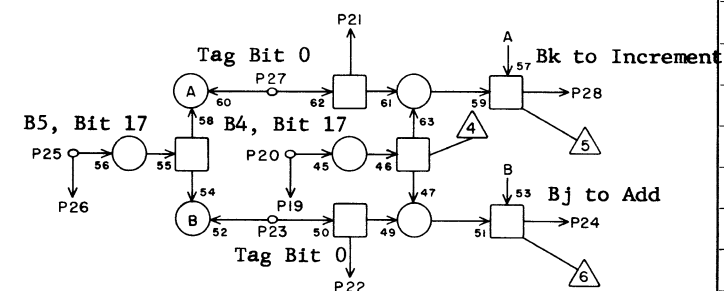 P21
A
Tag Bit 0
Bk to Increment
P27
57
A
60
62
61
59
P28
58
63
4
5
B5, Bit 17
B4, Bit 17
P25
56
55
P20
45
46
P26
54
P19
47
B
53
Bj to Add
B
52
P23
50
49
51
P24
Tag Bit 0
6
P22